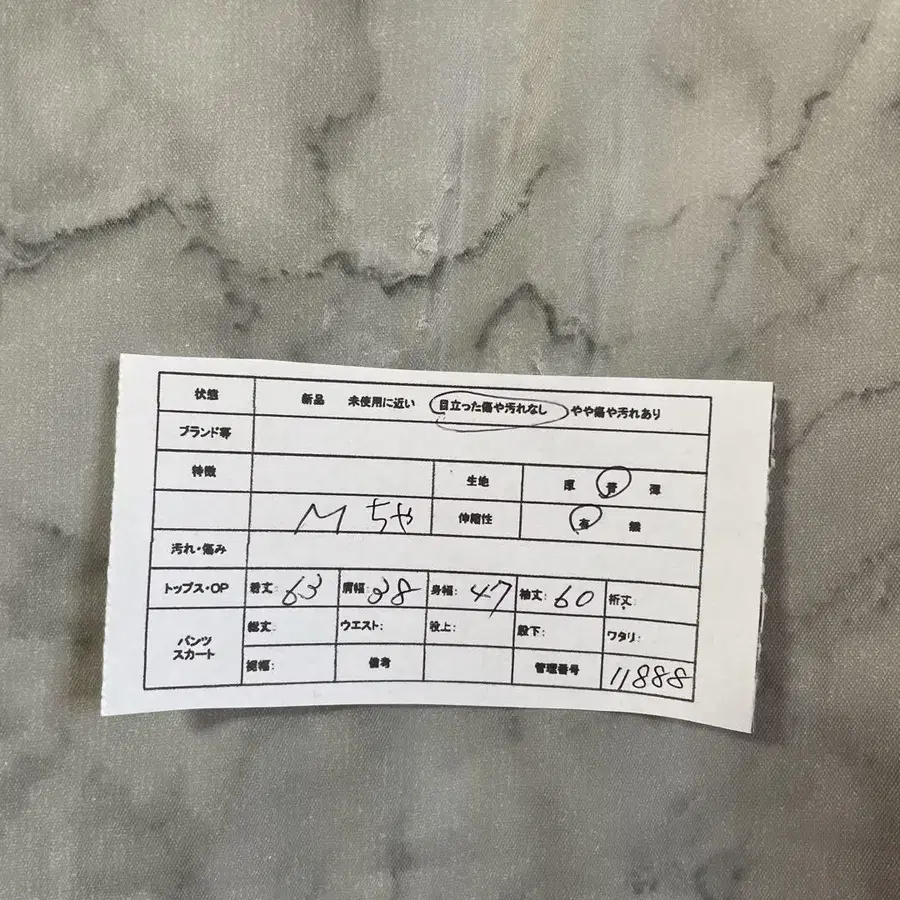 状態 新品 未使用に近い 目立った傷や汚れなし やや傷や汚れあり
ブランド等
特徴 生地 厚 普 薄
M ちゃ 伸縮性 有 無
汚れ・傷み
トップス・OP 着丈: 63 肩幅: 38 身幅: 47 袖丈: 60 裄丈:
パンツ スカート
総丈: ウエスト: 股上: 股下: ワタリ:
裾幅: 備考 管理番号 11888